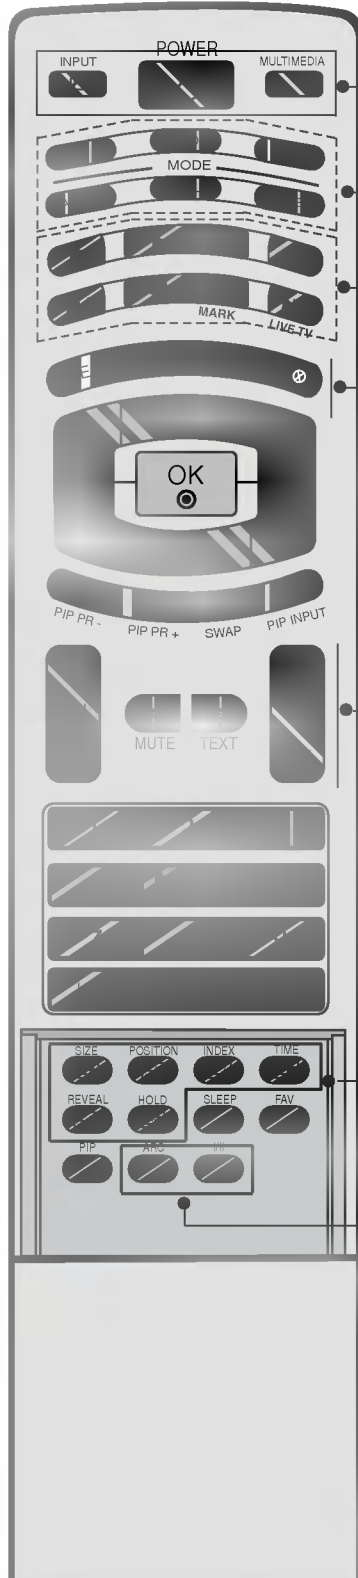 POWER
INPUT MULTIMEDIA
MODE
MARK
LIVE TV
OK
PIP PR - PIP PR + SWAP PIP INPUT
MUTE TEXT
SIZE POSITION INDEX TIME
REVEAL HOLD SLEEP FAV
PIP ARC I/II